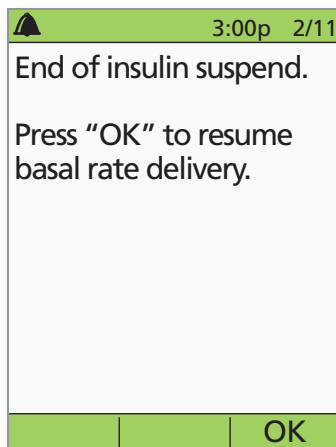 3:00p 2/11
End of insulin suspend.
Press “OK” to resume
basal rate delivery.
OK